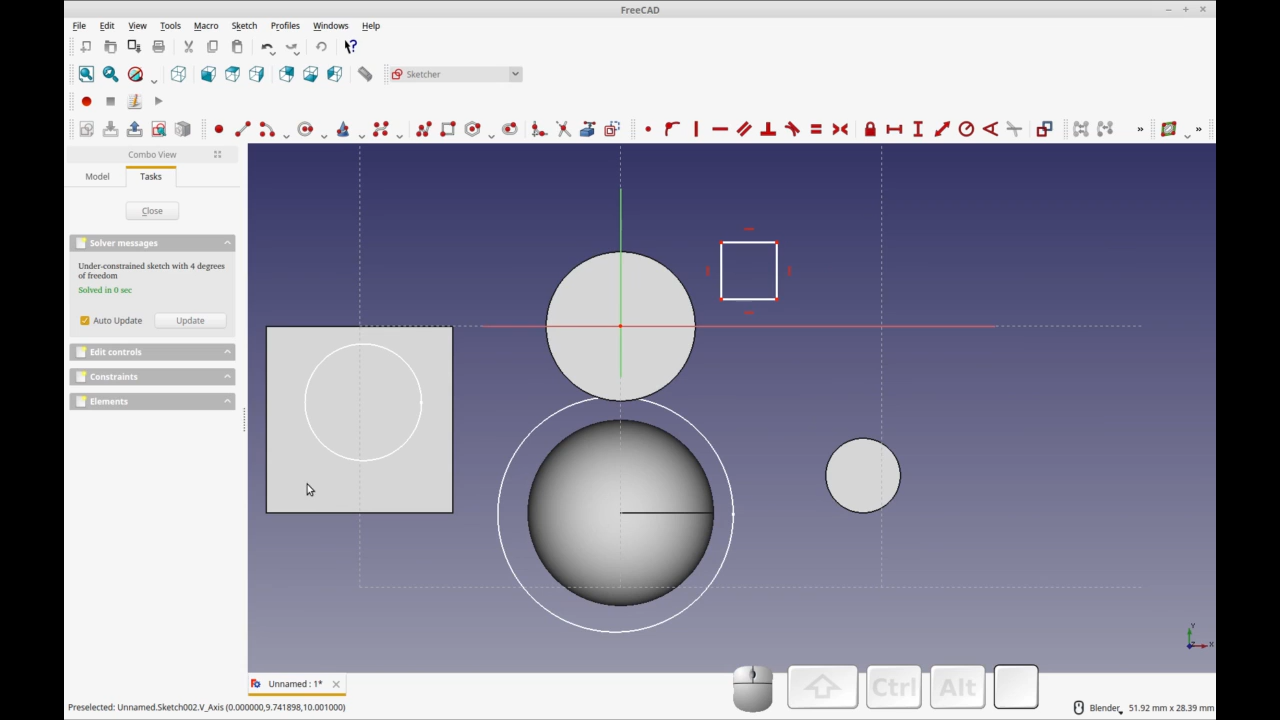 FreeCAD
File Edit View Tools Macro Sketch Profiles Windows Help
Sketcher
Combo View
Model Tasks
Close
Solver messages
Under-constrained sketch with 4 degrees
of freedom
Solved in 0 sec
Auto Update Update
Edit controls
Constraints
Elements
Y
X
Unnamed : 1*
Ctrl Alt
Preselected: Unnamed.Sketch002.V_Axis (0.000000,9.741898,10.001000) Blender 51.92 mm x 28.39 mm